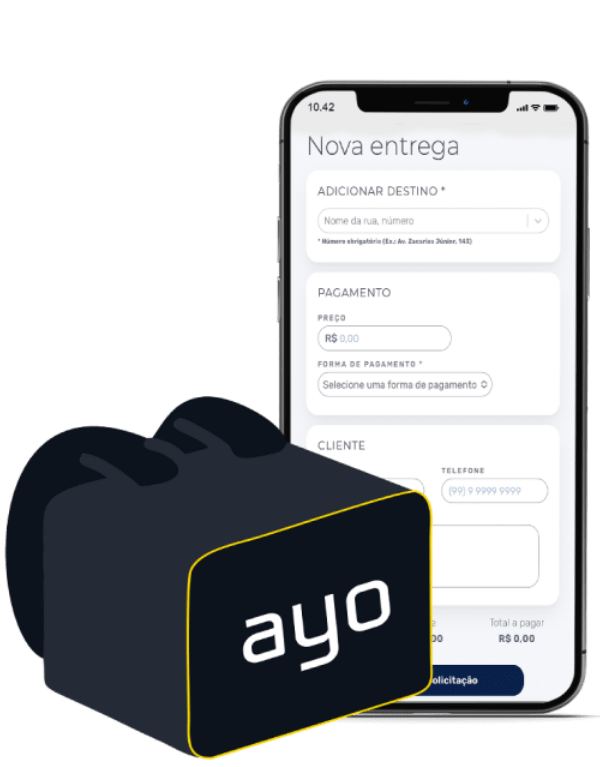 10.42
Nova entrega
ADICIONAR DESTINO *
Nome da rua, número
* Número obrigatório (Ex.: Av. Zacarias Júnior, 143)
PAGAMENTO
PREÇO
R$ 0,00
FORMA DE PAGAMENTO *
Selecione uma forma de pagamento
CLIENTE
TELEFONE
(99) 9 9999 9999
Total a pagar
R$ 0,00
ayo